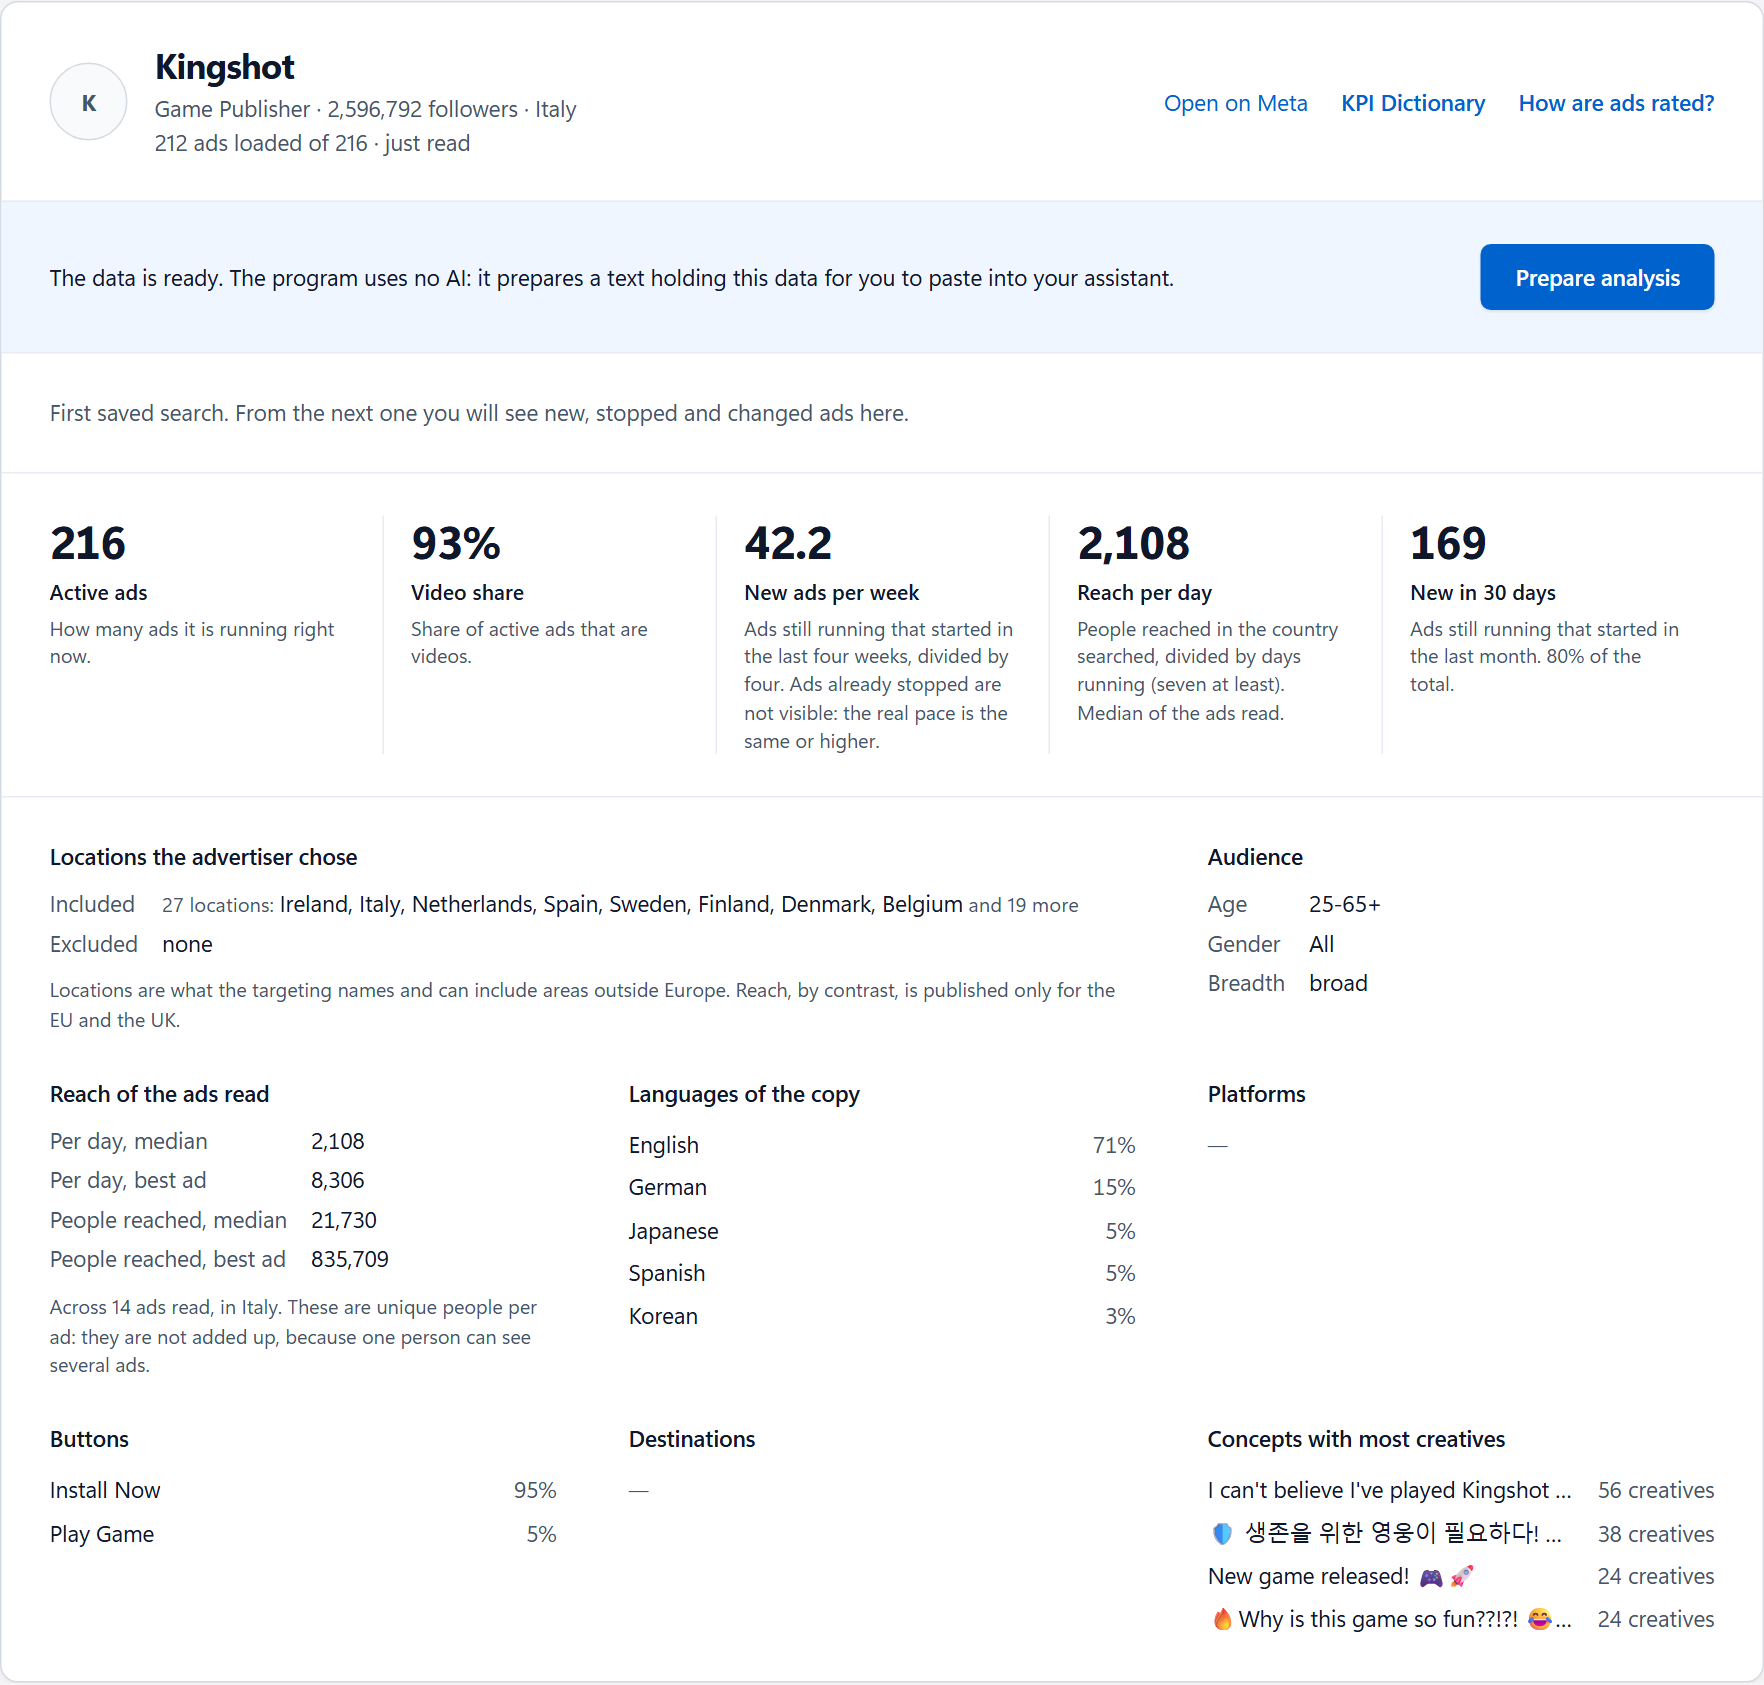 K
Kingshot
Game Publisher · 2,596,792 followers · Italy
212 ads loaded of 216 · just read
Open on Meta
KPI Dictionary
How are ads rated?
The data is ready. The program uses no AI: it prepares a text holding this data for you to paste into your assistant.
Prepare analysis
First saved search. From the next one you will see new, stopped and changed ads here.
216
Active ads
How many ads it is running right
now.
93%
Video share
Share of active ads that are
videos.
42.2
New ads per week
Ads still running that started in
the last four weeks, divided by
four. Ads already stopped are
not visible: the real pace is the
same or higher.
2,108
Reach per day
People reached in the country
searched, divided by days
running (seven at least).
Median of the ads read.
169
New in 30 days
Ads still running that started in
the last month. 80% of the
total.
Locations the advertiser chose
Included 27 locations: Ireland, Italy, Netherlands, Spain, Sweden, Finland, Denmark, Belgium and 19 more
Excluded none
Locations are what the targeting names and can include areas outside Europe. Reach, by contrast, is published only for the
EU and the UK.
Audience
Age 25-65+
Gender All
Breadth broad
Reach of the ads read
Per day, median 2,108
Per day, best ad 8,306
People reached, median 21,730
People reached, best ad 835,709
Across 14 ads read, in Italy. These are unique people per
ad: they are not added up, because one person can see
several ads.
Languages of the copy
English 71%
German 15%
Japanese 5%
Spanish 5%
Korean 3%
Platforms
—
Buttons
Install Now 95%
Play Game 5%
Destinations
—
Concepts with most creatives
I can't believe I've played Kingshot ... 56 creatives
🛡️ 생존을 위한 영웅이 필요하다! ... 38 creatives
New game released! 🎮🚀 24 creatives
🔥Why is this game so fun??!?! 😂... 24 creatives